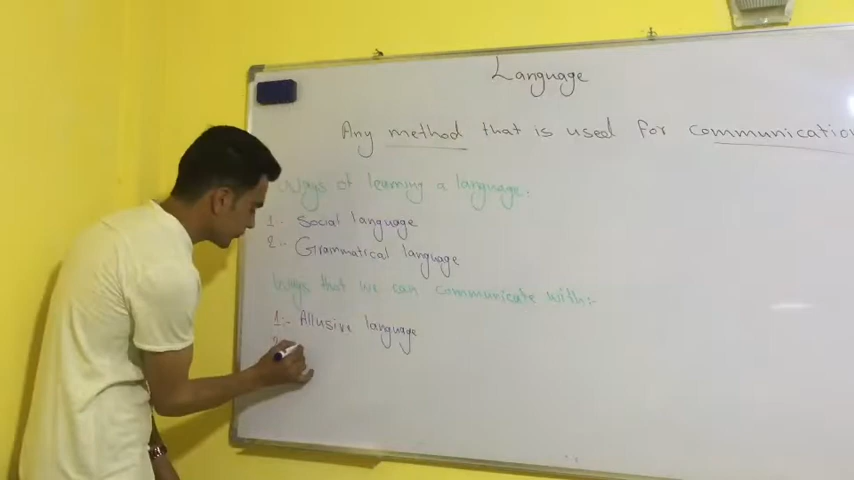 Language
Any method that is used for communication
Ways of learning a language:
1.- Social language
2.- Grammatical language
Ways that we can communicate with:-
1:- Allusive language
2